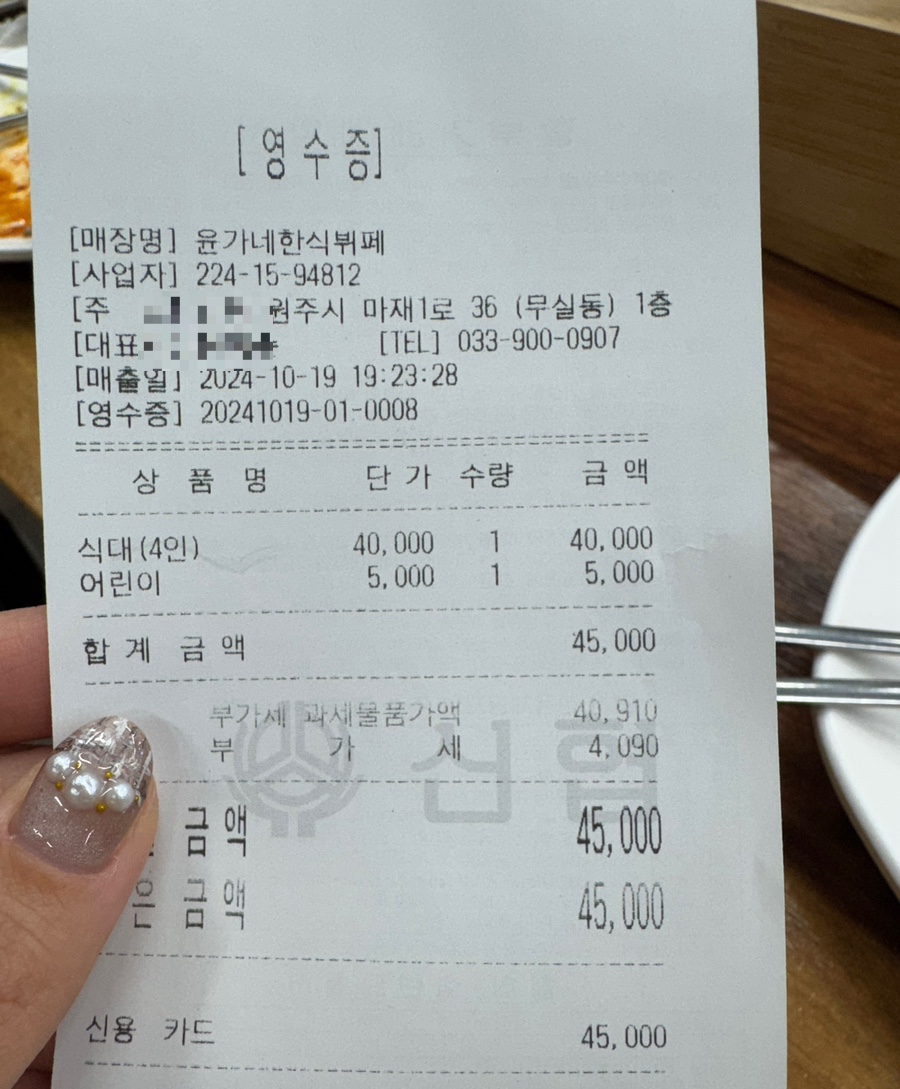 [영수증]
[매장명] 윤가네한식뷔페
[사업자] 224-15-94812
[주 원주시 마재1로 36 (무실동) 1층
[대표 [TEL] 033-900-0907
[매출일] 2024-10-19 19:23:28
[영수증] 20241019-01-0008
상 품 명 단 가 수량 금 액
식대(4인) 40,000 1 40,000
어린이 5,000 1 5,000
합 계 금 액 45,000
부가세 과세물품가액 40,910
부 가 세 4,090
금 액 45,000
은 금 액 45,000
신용 카드 45,000
신협